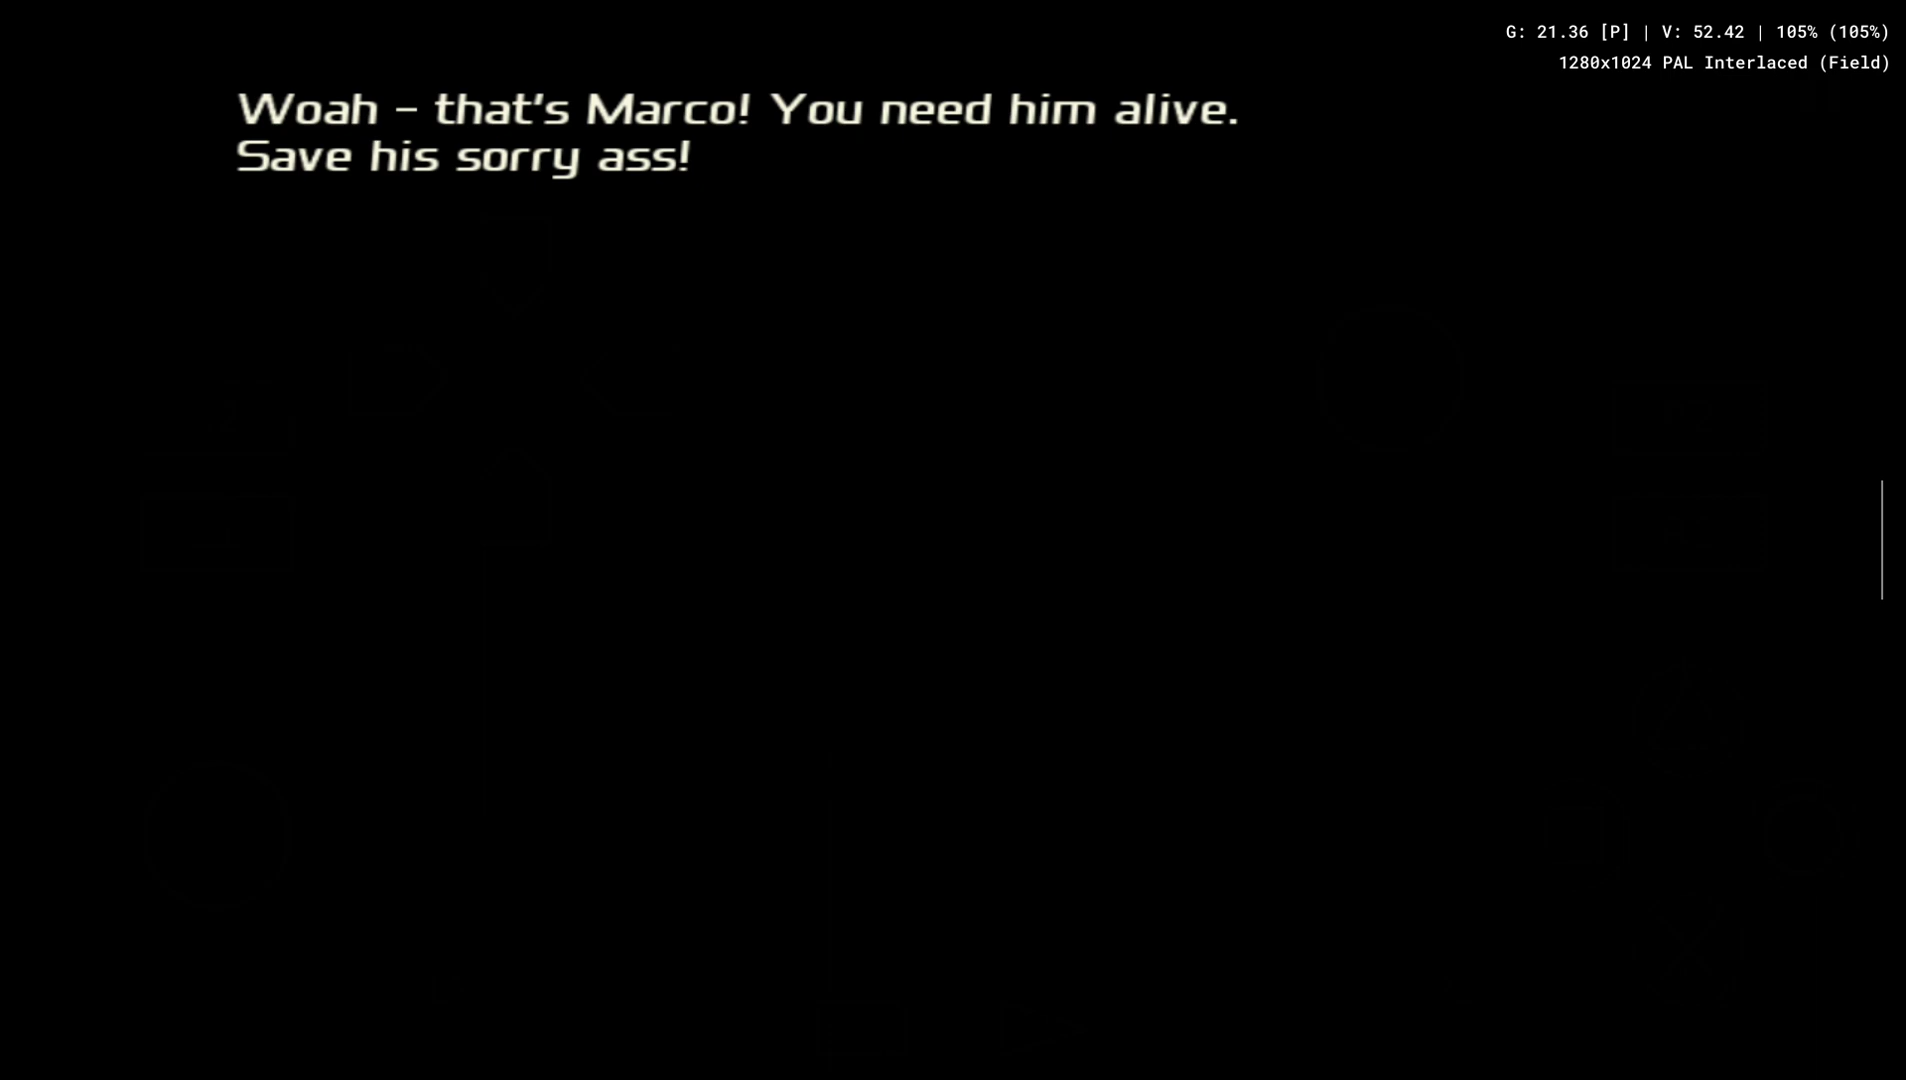 G: 21.36 [P] | V: 52.42 | 105% (105%)
1280x1024 PAL Interlaced (Field)
Woah - that's Marco! You need him alive.
Save his sorry ass!